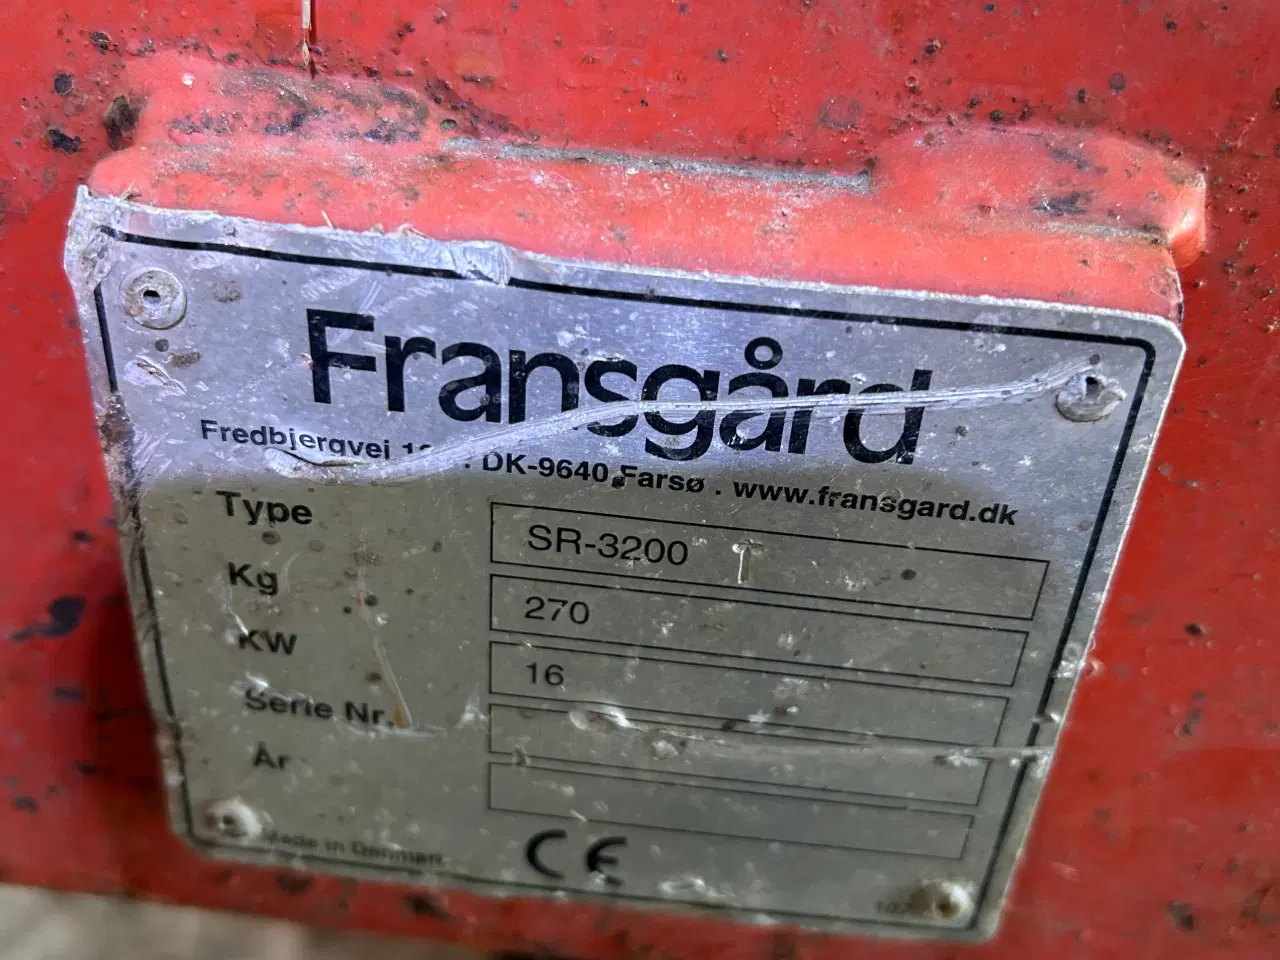 Fransgård
Fredbjergvej . DK-9640 Farsø . www.fransgard.dk
Type SR-3200 T
Kg 270
KW 16
Serie Nr.
År
Made in Denmark
CE